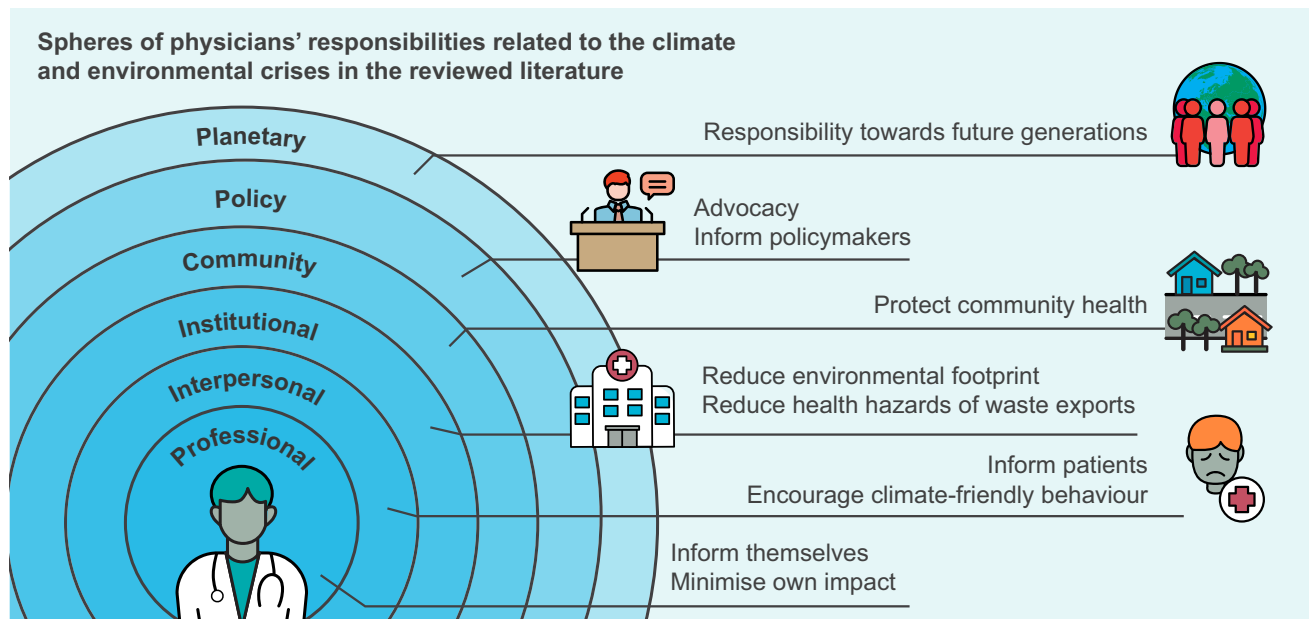 Spheres of physicians’ responsibilities related to the climate
and environmental crises in the reviewed literature
Planetary
Policy
Community
Institutional
Interpersonal
Professional
Responsibility towards future generations
Advocacy
Inform policymakers
Protect community health
Reduce environmental footprint
Reduce health hazards of waste exports
Inform patients
Encourage climate-friendly behaviour
Inform themselves
Minimise own impact